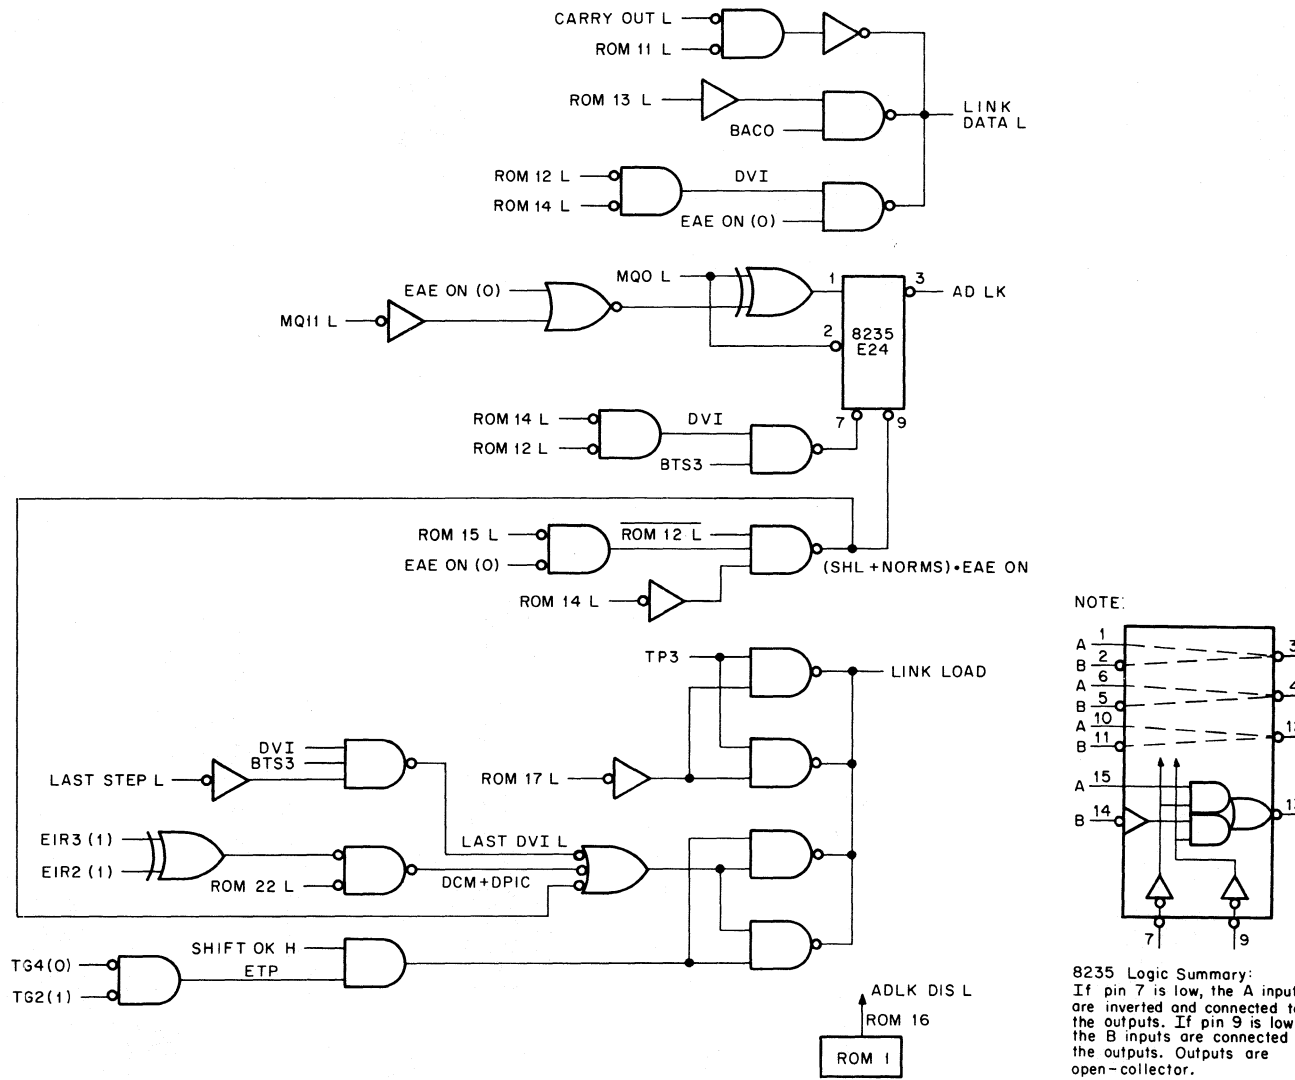 CARRY OUT L
ROM 11 L
ROM 13 L
BACO
LINK
DATA L
ROM 12 L
ROM 14 L
DVI
EAE ON (0)
MQ0 L
EAE ON (0)
MQ11 L
1
2
3
8235
E24
AD LK
7
9
ROM 14 L
ROM 12 L
DVI
BTS3
ROM 15 L
EAE ON (0)
ROM 12 L
ROM 14 L
(SHL + NORMS) • EAE ON
TP3
LINK LOAD
DVI
BTS3
LAST STEP L
ROM 17 L
EIR3 (1)
EIR2 (1)
ROM 22 L
LAST DVI L
DCM + DPIC
SHIFT OK H
TG4(0)
TG2(1)
ETP
ADLK DIS L
ROM 16
ROM 1
NOTE:
A 1
B 2
3
A 6
B 5
4
A 10
B 11
A 15
B 14
7
9
8235 Logic Summary:
If pin 7 is low, the A input
are inverted and connected to
the outputs. If pin 9 is low
the B inputs are connected
the outputs. Outputs are
open-collector.